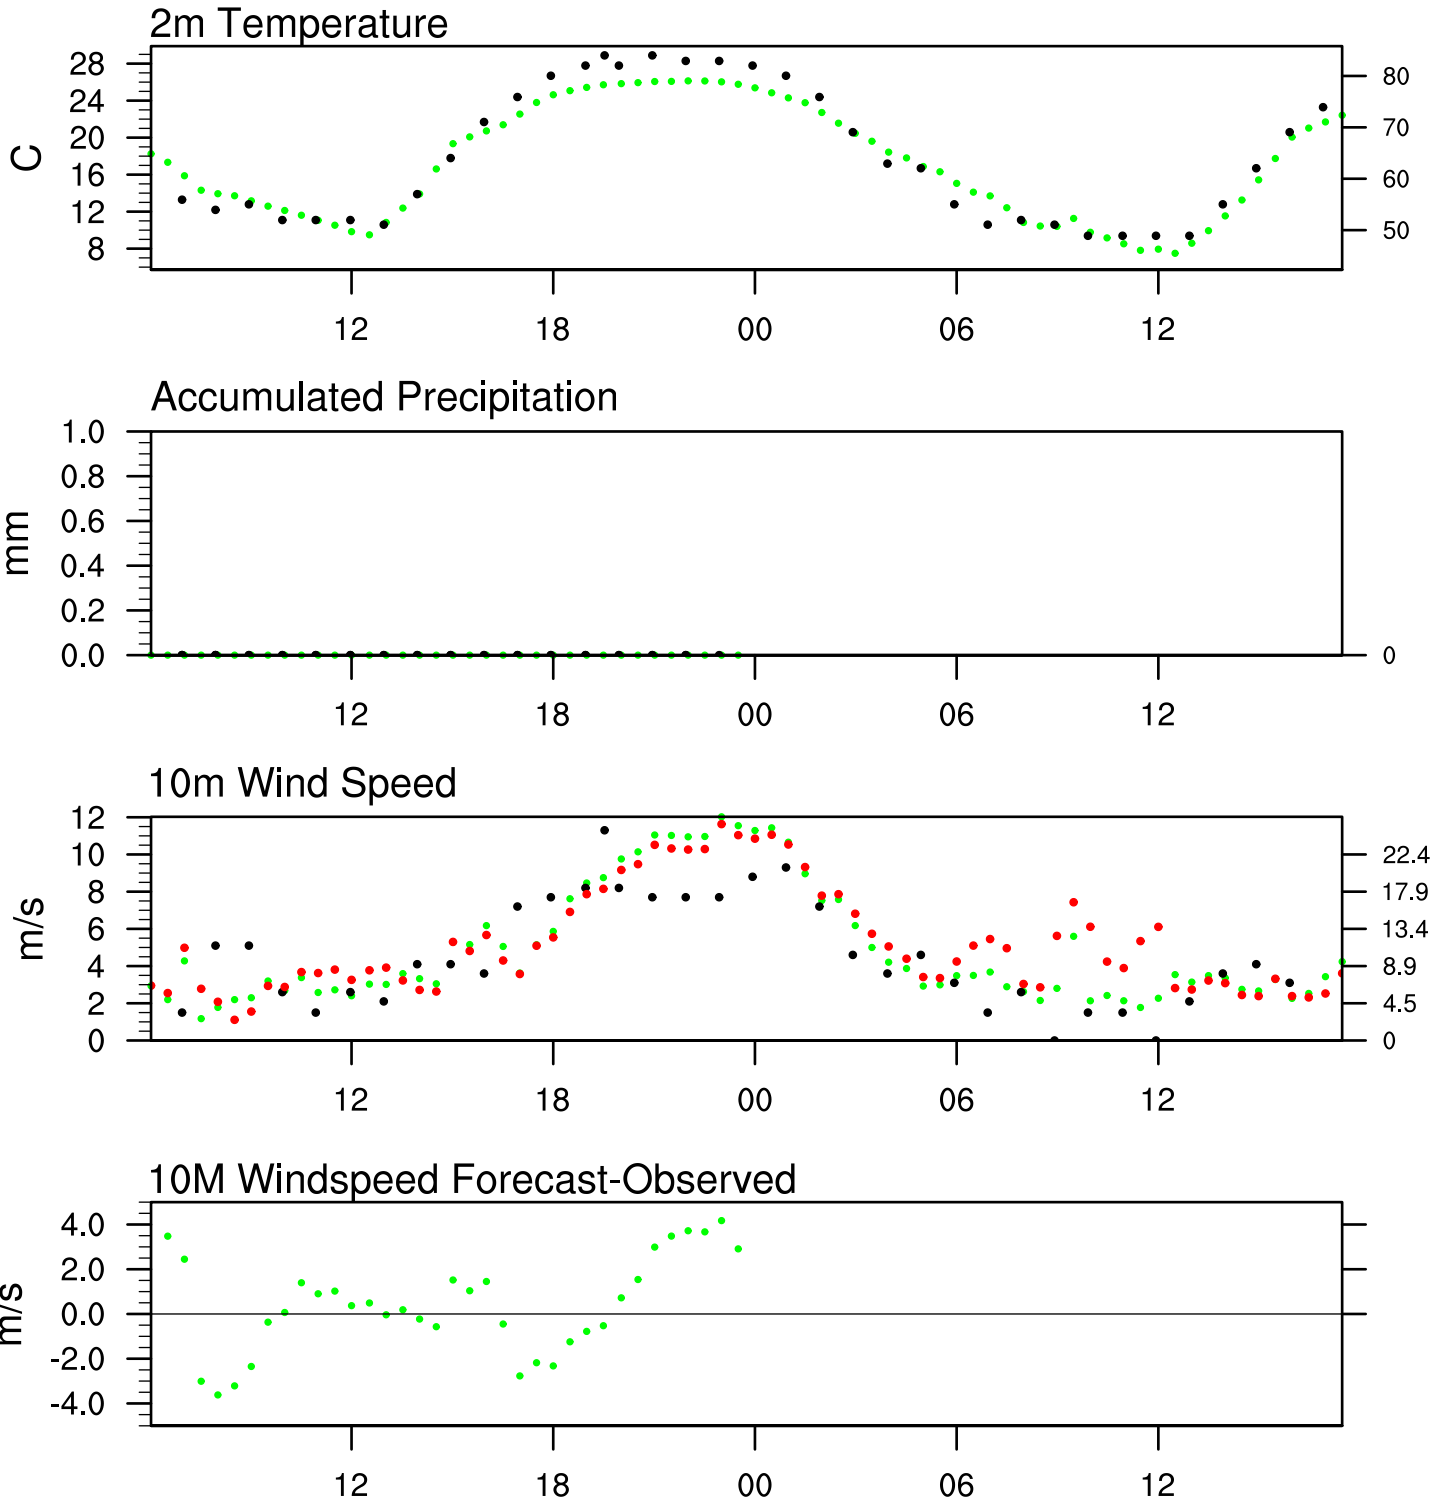 2m Temperature
28
24
20
16
12
8
C
80
70
60
50
12 18 00 06 12
Accumulated Precipitation
1.0
0.8
0.6
0.4
0.2
0.0
mm
0
12 18 00 06 12
10m Wind Speed
12
10
8
6
4
2
0
m/s
22.4
17.9
13.4
8.9
4.5
0
12 18 00 06 12
10M Windspeed Forecast-Observed
4.0
2.0
0.0
-2.0
-4.0
m/s
12 18 00 06 12